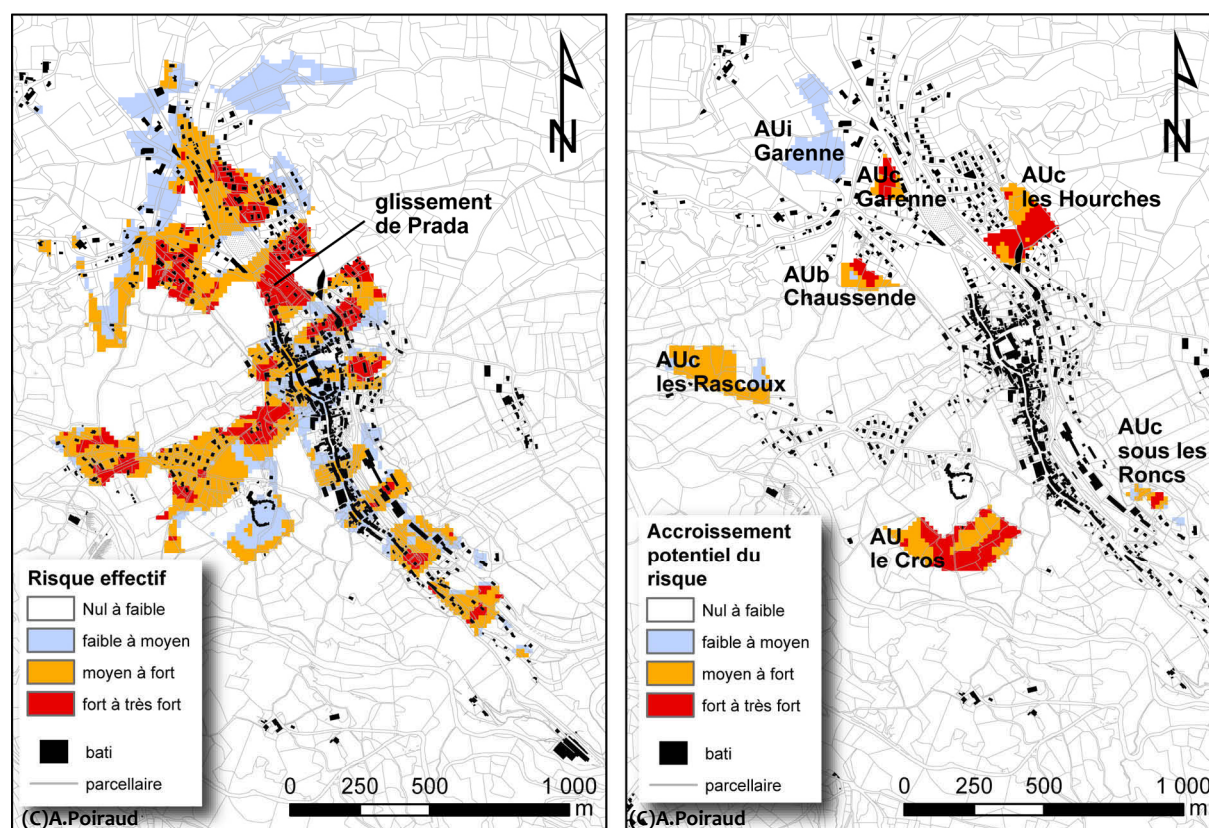 N
glissement
de Prada
Risque effectif
Nul à faible
faible à moyen
moyen à fort
fort à très fort
bati
parcellaire
0 250 500 1 000
m
(C)A.Poiraud
N
AUi
Garenne
AUc
Garenne
AUc
les Hourches
AUb
Chaussende
AUc
les Rascoux
AUc
sous les
Roncs
AU
le Cros
Accroissement
potentiel du
risque
Nul à faible
faible à moyen
moyen à fort
fort à très fort
bati
parcellaire
0 250 500 1 000
m
(C)A.Poiraud